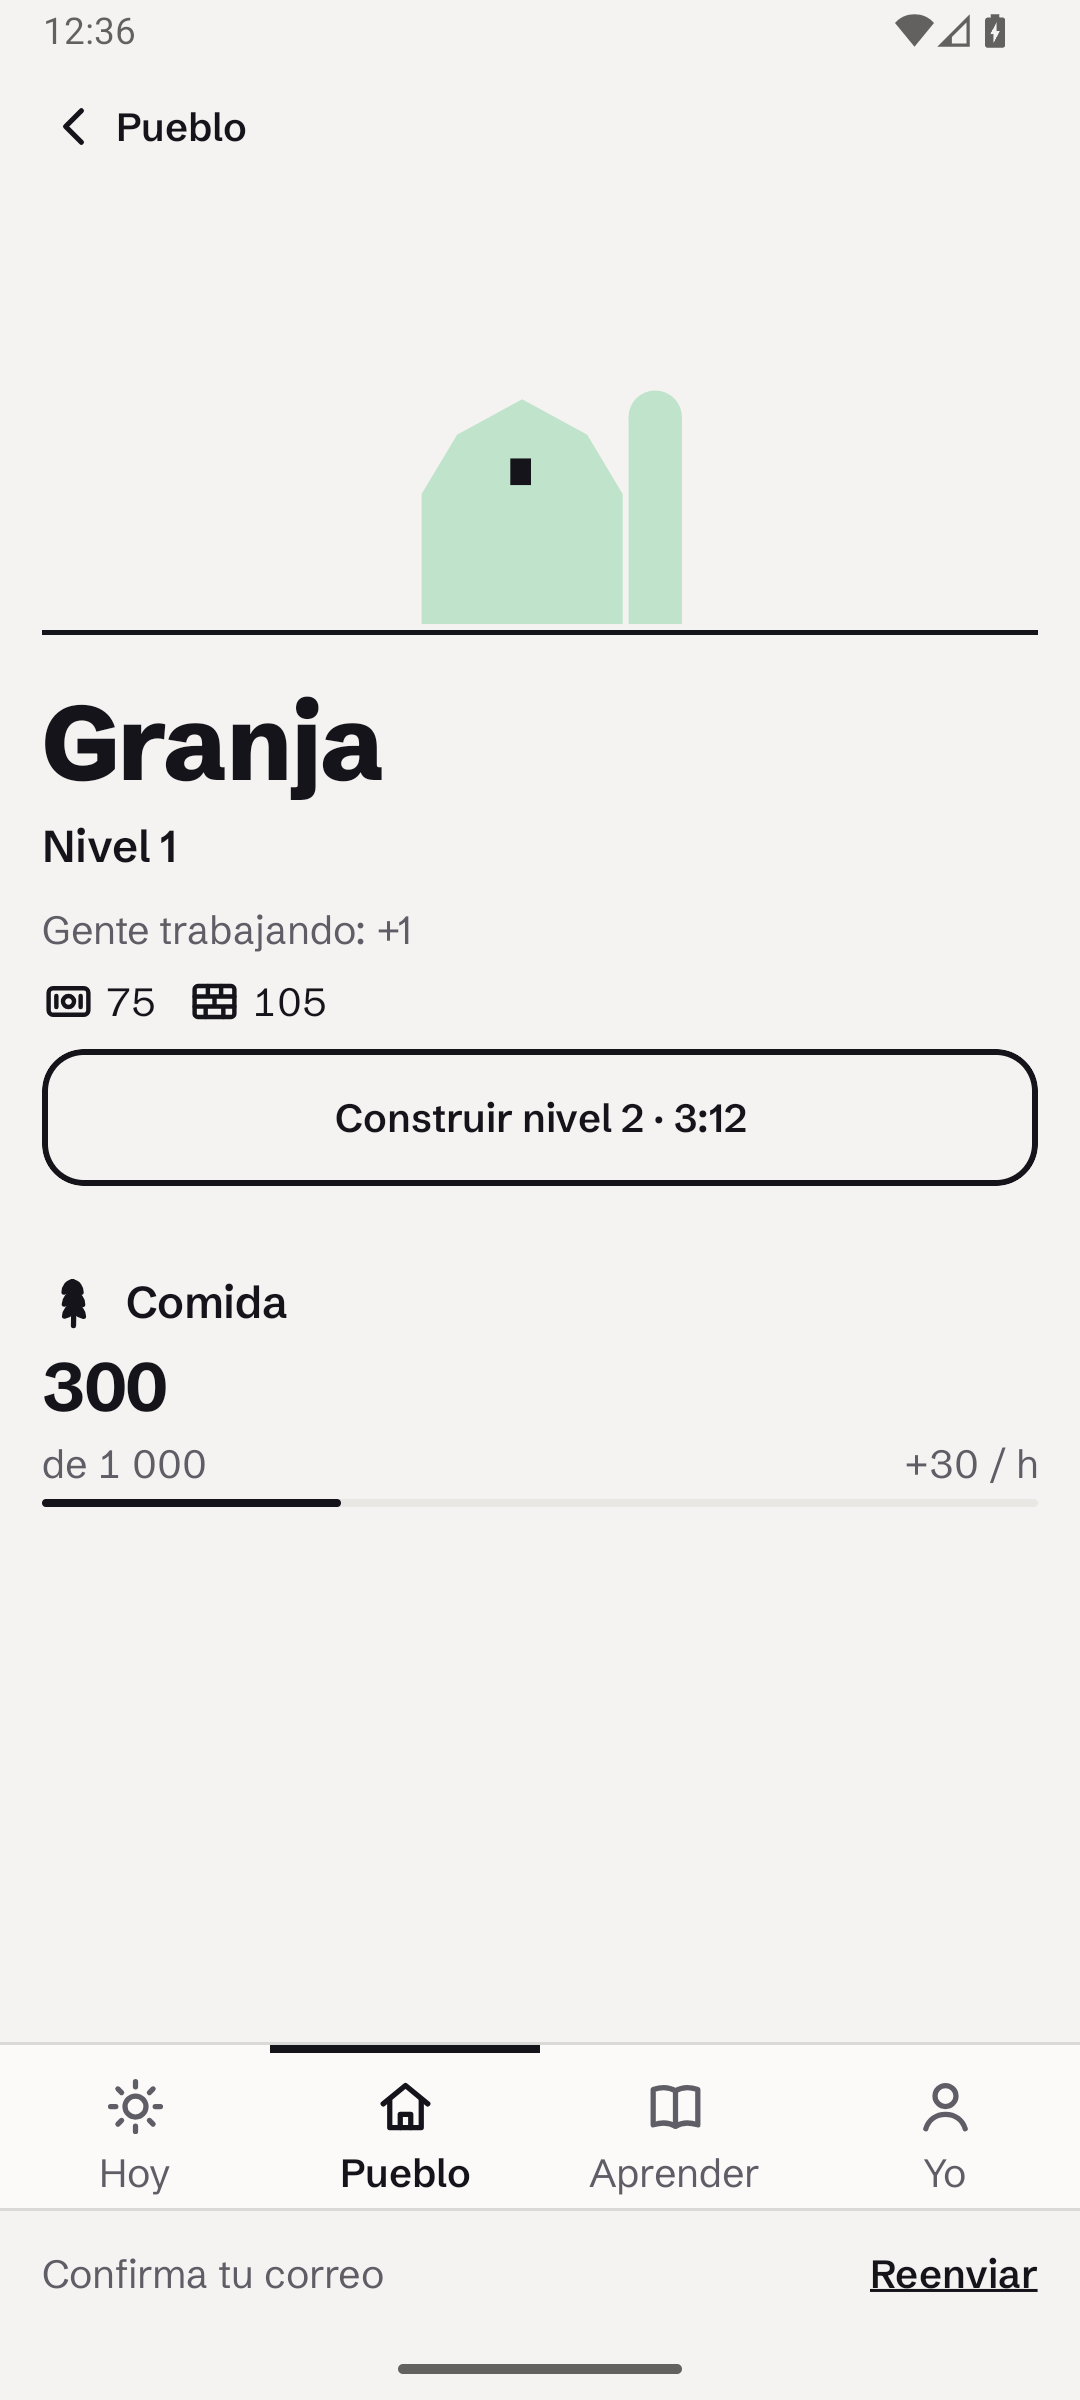 12:36
Pueblo
Granja
Nivel 1
Gente trabajando: +1
75 105
Construir nivel 2 · 3:12
Comida
300
de 1 000 +30 / h
Hoy Pueblo Aprender Yo
Confirma tu correo Reenviar